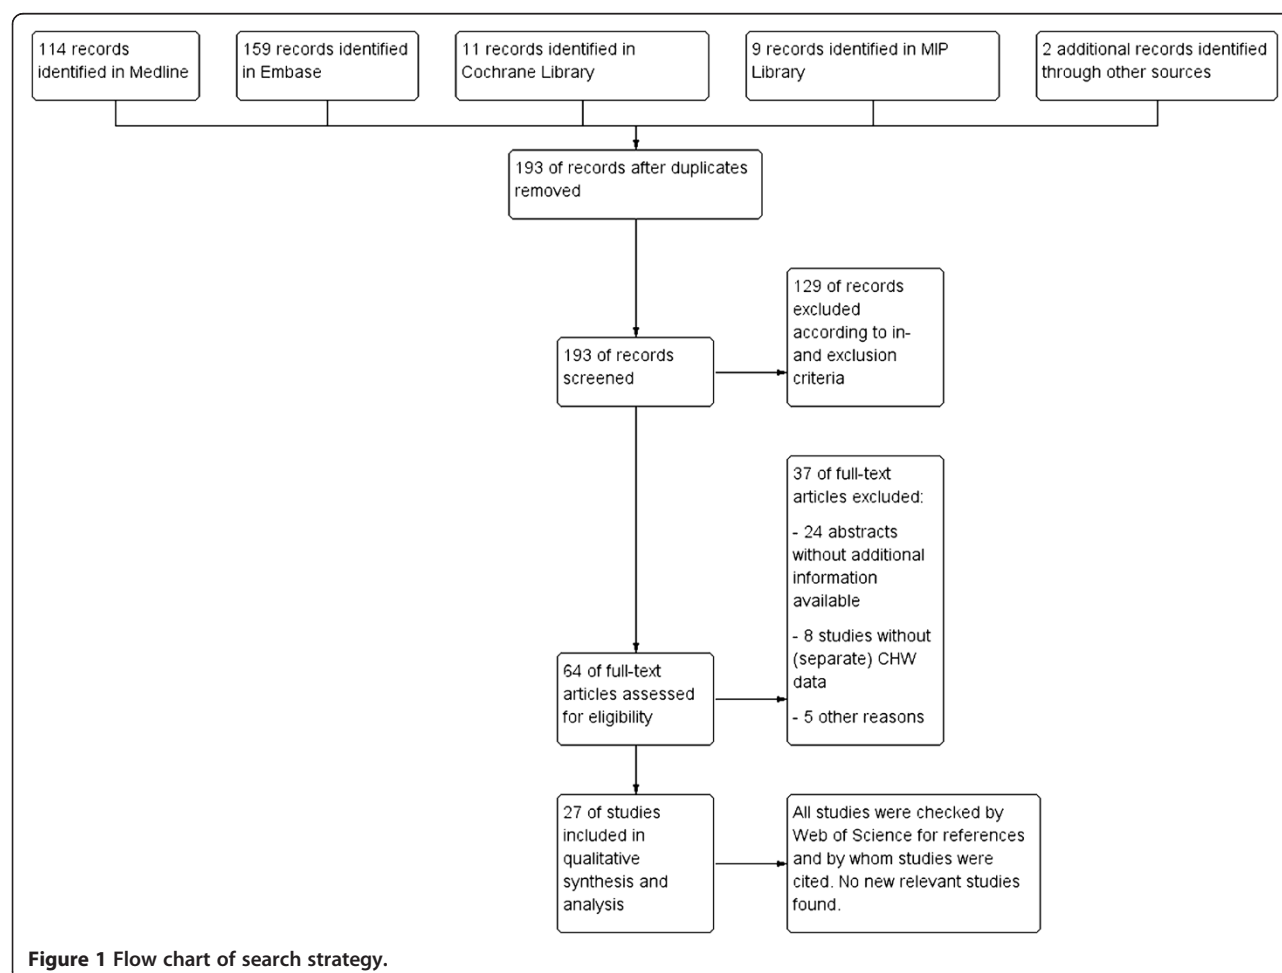 114 records
identified in Medline
159 records identified
in Embase
11 records identified in
Cochrane Library
9 records identified in MIP
Library
2 additional records identified
through other sources
193 of records after duplicates
removed
129 of records
excluded
according to in-
and exclusion
criteria
193 of records
screened
37 of full-text
articles excluded:
- 24 abstracts
without additional
information
available
- 8 studies without
(separate) CHW
data
- 5 other reasons
64 of full-text
articles assessed
for eligibility
27 of studies
included in
qualitative
synthesis and
analysis
All studies were checked by
Web of Science for references
and by whom studies were
cited. No new relevant studies
found.
Figure 1 Flow chart of search strategy.